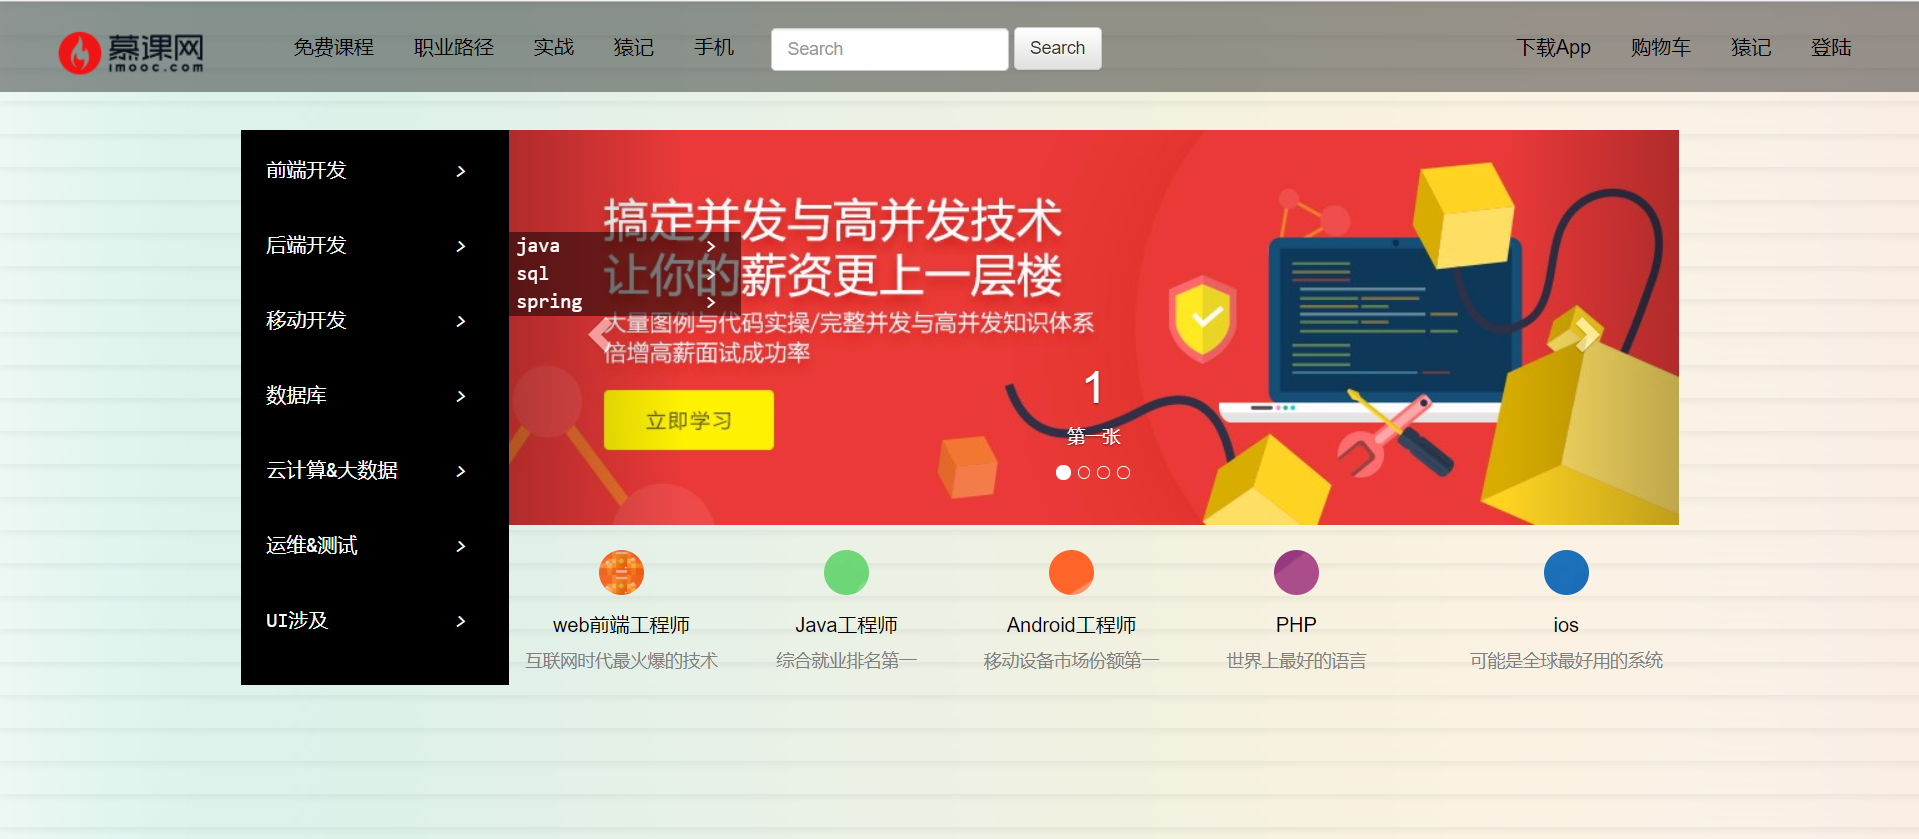 慕课网
imooc.com
免费课程 职业路径 实战 猿记 手机 Search Search 下载App 购物车 猿记 登陆
前端开发 >
后端开发 >
移动开发 >
数据库 >
云计算&大数据 >
运维&测试 >
UI涉及 >
java >
sql >
spring >
搞定并发与高并发技术
让你的薪资更上一层楼
大量图例与代码实操/完整并发与高并发知识体系
倍增高薪面试成功率
立即学习
1
第一张
web前端工程师
互联网时代最火爆的技术
Java工程师
综合就业排名第一
Android工程师
移动设备市场份额第一
PHP
世界上最好的语言
ios
可能是全球最好用的系统